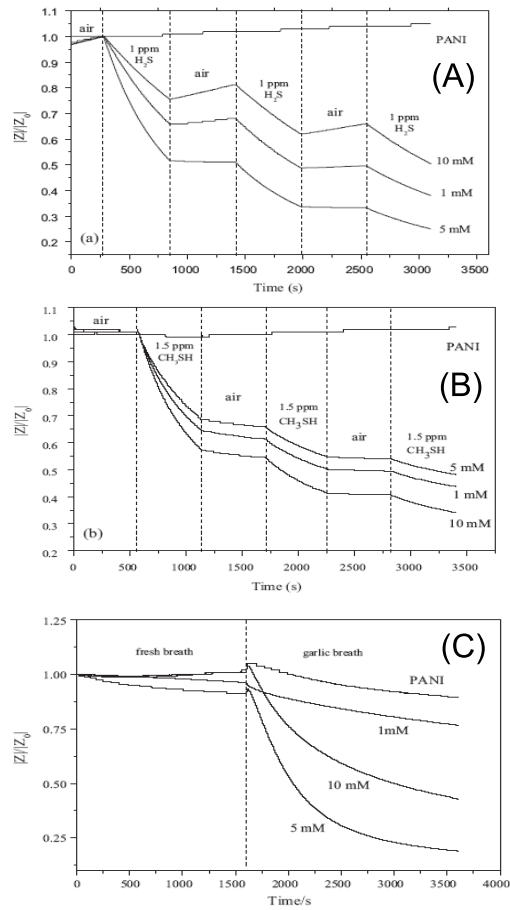 1.1
air
1.0
PANI
1 ppm
H2S
(A)
0.9
air
1 ppm
H2S
0.8
|Z|/|Z0|
0.7
air
1 ppm
H2S
0.6
10 mM
0.5
0.4
1 mM
0.3
5 mM
0.2
(a)
0 500 1000 1500 2000 2500 3000 3500
Time (s)
1.1
air
1.0
PANI
1.5 ppm
CH3SH
(B)
0.9
air
0.8
1.5 ppm
CH3SH
|Z|/|Z0|
0.7
air
1.5 ppm
CH3SH
0.6
0.5
5 mM
1 mM
0.4
10 mM
0.3
(b)
0.2
0 500 1000 1500 2000 2500 3000 3500
Time (s)
1.25
(C)
fresh breath
garlic breath
1.00
PANI
|Z|/|Z0|
0.75
1mM
10 mM
0.50
5 mM
0.25
0 500 1000 1500 2000 2500 3000 3500 4000
Time/s